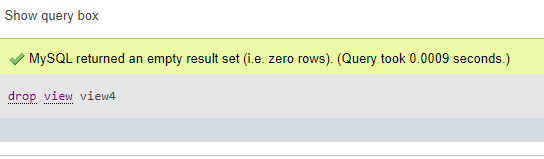 Show query box
MySQL returned an empty result set (i.e. zero rows). (Query took 0.0009 seconds.)
drop view view4